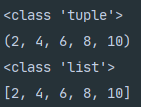 <class 'tuple'>
(2, 4, 6, 8, 10)
<class 'list'>
[2, 4, 6, 8, 10]